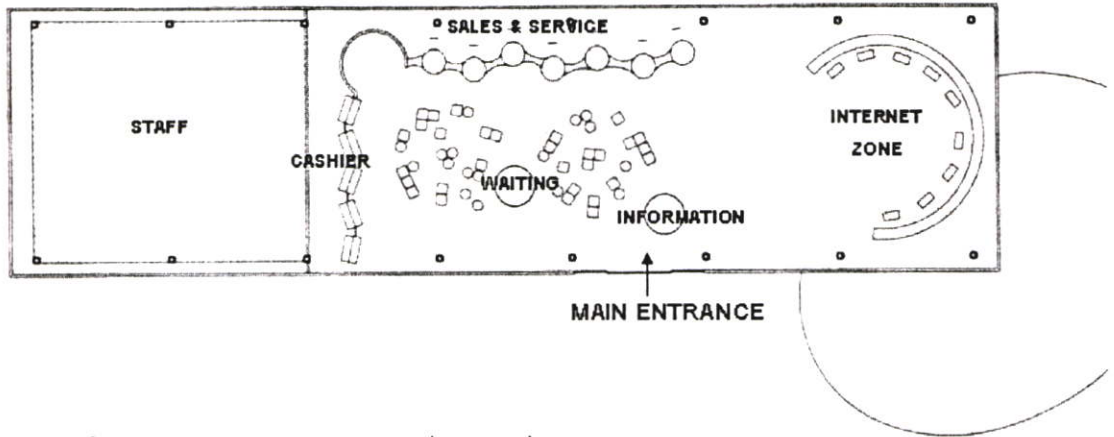 SALES & SERVICE
STAFF
CASHIER
WAITING
INFORMATION
INTERNET
ZONE
MAIN ENTRANCE